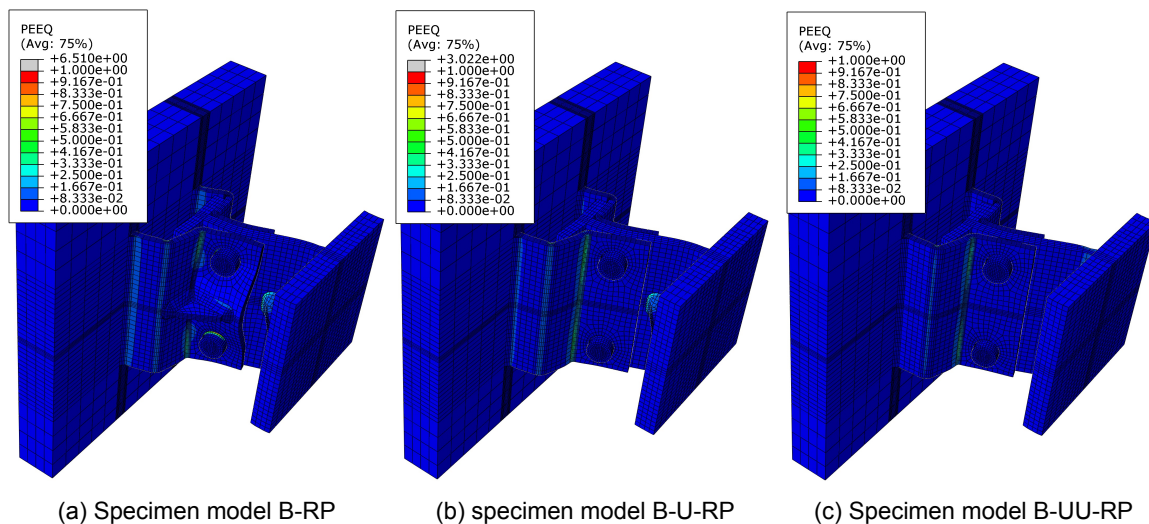 PEEQ
(Avg: 75%)
+6.510e+00
+1.000e+00
+9.167e-01
+8.333e-01
+7.500e-01
+6.667e-01
+5.833e-01
+5.000e-01
+4.167e-01
+3.333e-01
+2.500e-01
+1.667e-01
+8.333e-02
+0.000e+00
PEEQ
(Avg: 75%)
+3.022e+00
+1.000e+00
+9.167e-01
+8.333e-01
+7.500e-01
+6.667e-01
+5.833e-01
+5.000e-01
+4.167e-01
+3.333e-01
+2.500e-01
+1.667e-01
+8.333e-02
+0.000e+00
PEEQ
(Avg: 75%)
+1.000e+00
+9.167e-01
+8.333e-01
+7.500e-01
+6.667e-01
+5.833e-01
+5.000e-01
+4.167e-01
+3.333e-01
+2.500e-01
+1.667e-01
+8.333e-02
+0.000e+00
(a) Specimen model B-RP
(b) specimen model B-U-RP
(c) Specimen model B-UU-RP